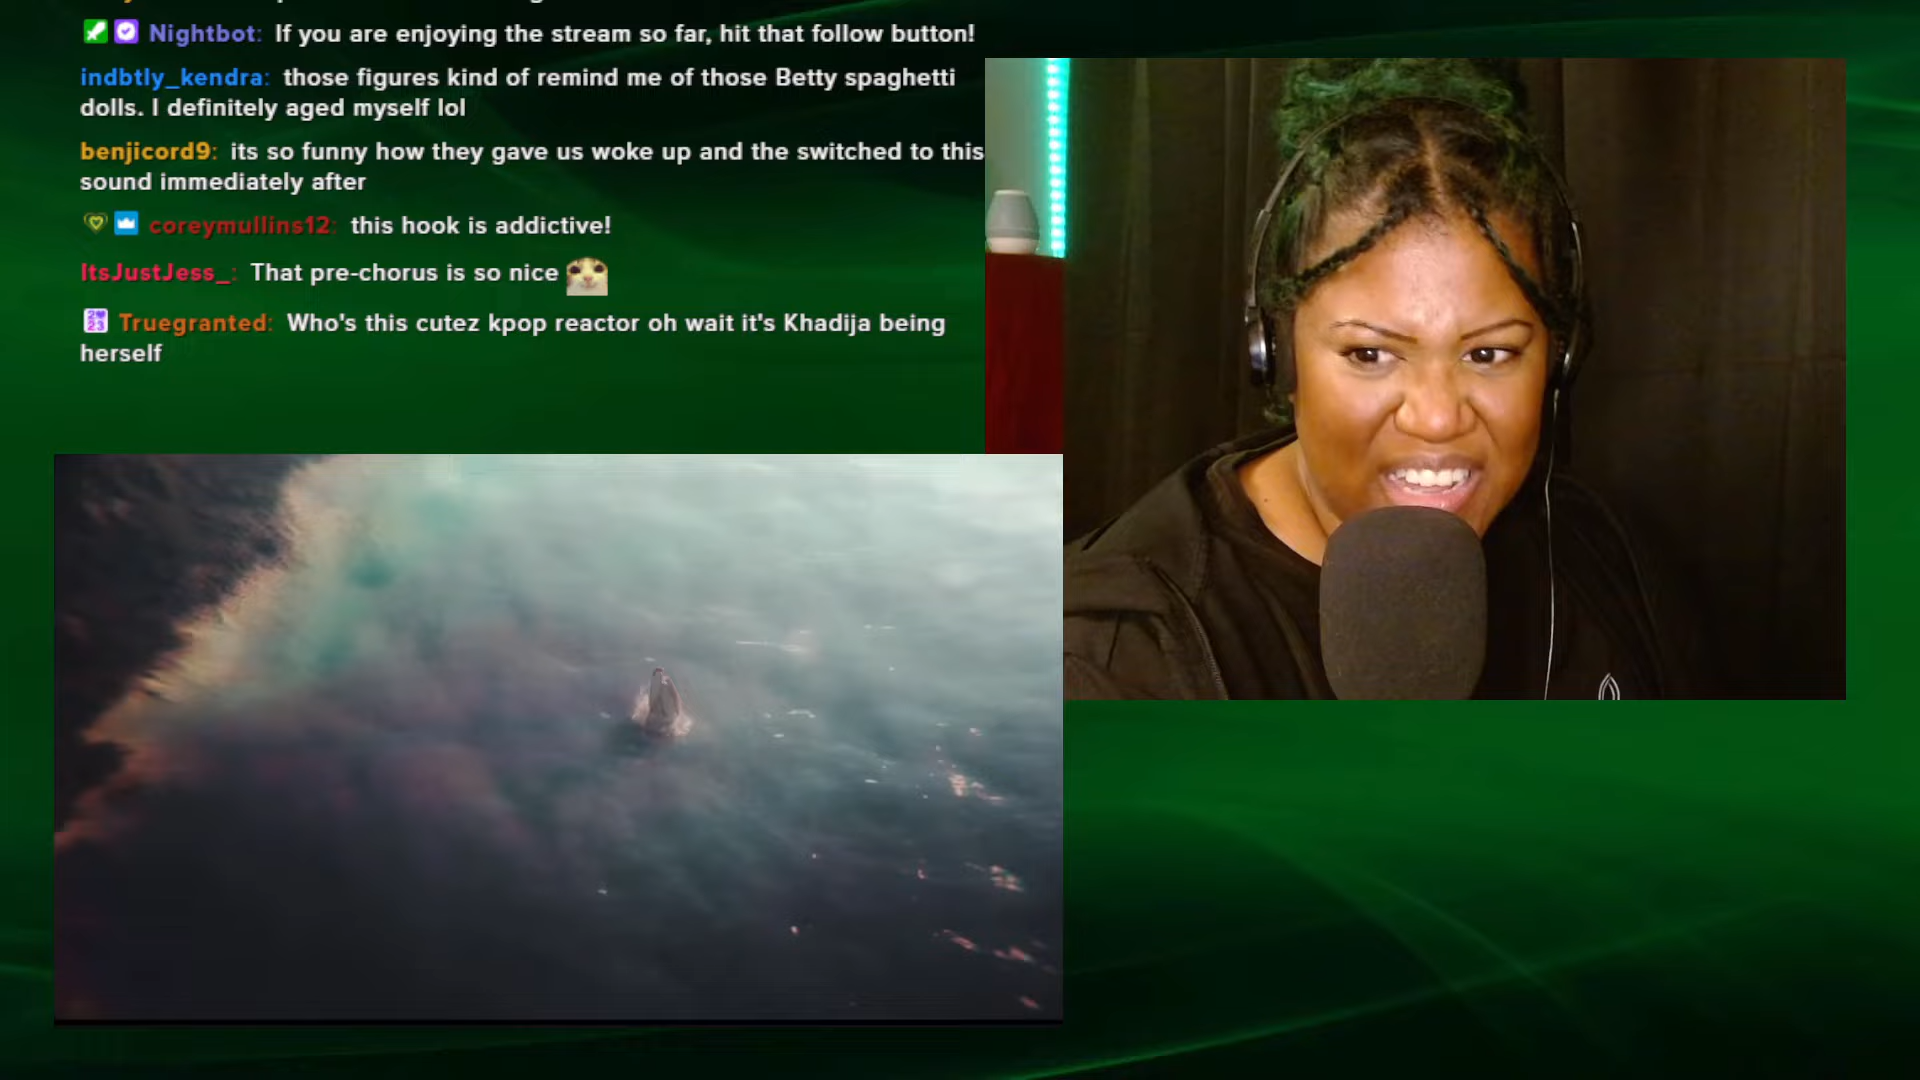 Nightbot: If you are enjoying the stream so far, hit that follow button!
indbtly_kendra: those figures kind of remind me of those Betty spaghetti
dolls. I definitely aged myself lol
benjicord9: its so funny how they gave us woke up and the switched to this
sound immediately after
coreymullins12: this hook is addictive!
ItsJustJess_: That pre-chorus is so nice
Truegranted: Who's this cutez kpop reactor oh wait it's Khadija being
herself